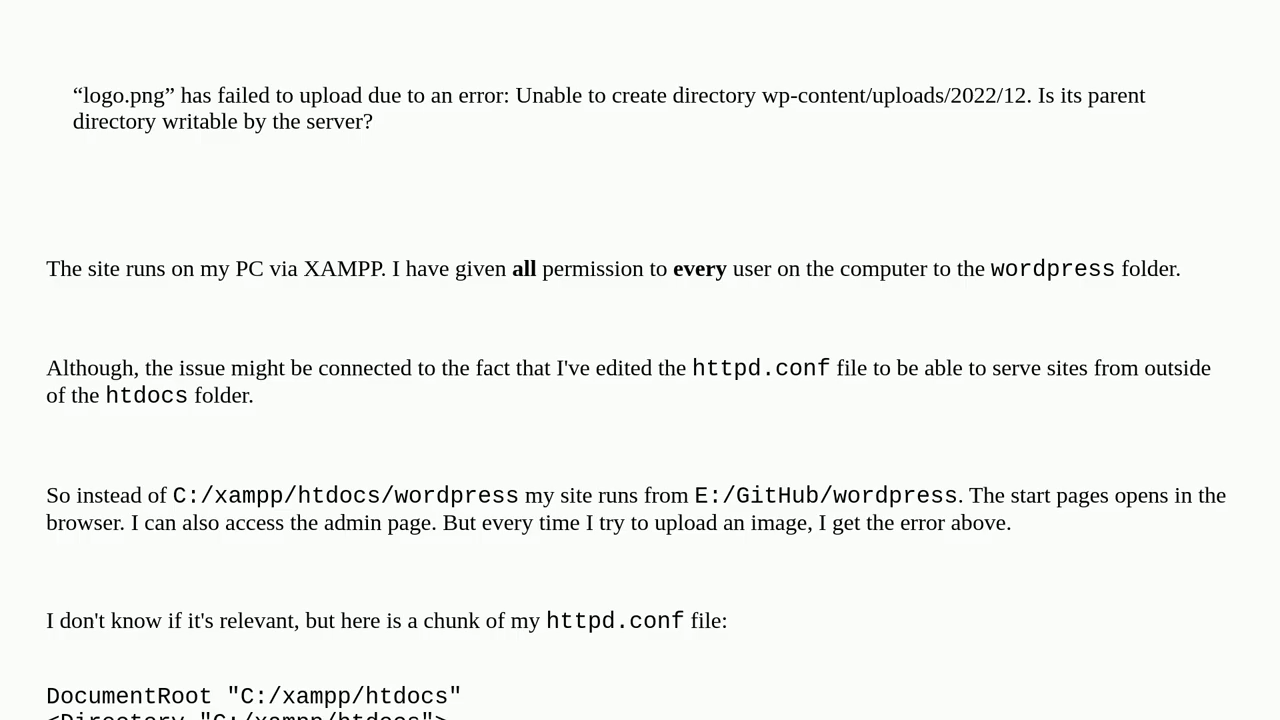 “logo.png” has failed to upload due to an error: Unable to create directory wp-content/uploads/2022/12. Is its parent
directory writable by the server?
The site runs on my PC via XAMPP. I have given all permission to every user on the computer to the wordpress folder.
Although, the issue might be connected to the fact that I've edited the httpd.conf file to be able to serve sites from outside
of the htdocs folder.
So instead of C:/xampp/htdocs/wordpress my site runs from E:/GitHub/wordpress. The start pages opens in the
browser. I can also access the admin page. But every time I try to upload an image, I get the error above.
I don't know if it's relevant, but here is a chunk of my httpd.conf file:
DocumentRoot "C:/xampp/htdocs"
<Directory "C:/xampp/htdocs">